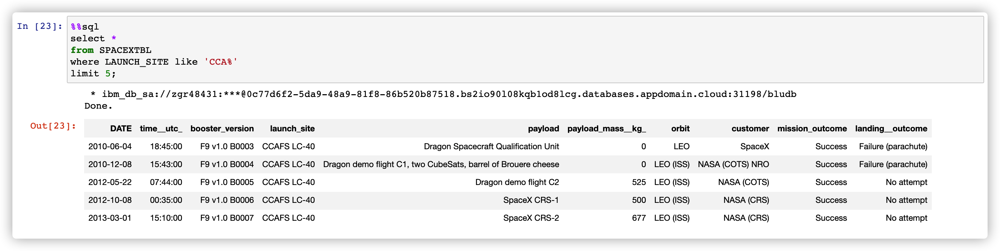 In [23]: %%sql
select *
from SPACEXTBL
where LAUNCH_SITE like 'CCA%'
limit 5;
* ibm_db_sa://zgr48431:***@0c77d6f2-5da9-48a9-81f8-86b520b87518.bs2io90l08kqb1od8lcg.databases.appdomain.cloud:31198/bludb
Done.
Out[23]: DATE time__utc_ booster_version launch_site payload payload_mass__kg_ orbit customer mission_outcome landing__outcome
2010-06-04 18:45:00 F9 v1.0 B0003 CCAFS LC-40 Dragon Spacecraft Qualification Unit 0 LEO SpaceX Success Failure (parachute)
2010-12-08 15:43:00 F9 v1.0 B0004 CCAFS LC-40 Dragon demo flight C1, two CubeSats, barrel of Brouere cheese 0 LEO (ISS) NASA (COTS) NRO Success Failure (parachute)
2012-05-22 07:44:00 F9 v1.0 B0005 CCAFS LC-40 Dragon demo flight C2 525 LEO (ISS) NASA (COTS) Success No attempt
2012-10-08 00:35:00 F9 v1.0 B0006 CCAFS LC-40 SpaceX CRS-1 500 LEO (ISS) NASA (CRS) Success No attempt
2013-03-01 15:10:00 F9 v1.0 B0007 CCAFS LC-40 SpaceX CRS-2 677 LEO (ISS) NASA (CRS) Success No attempt